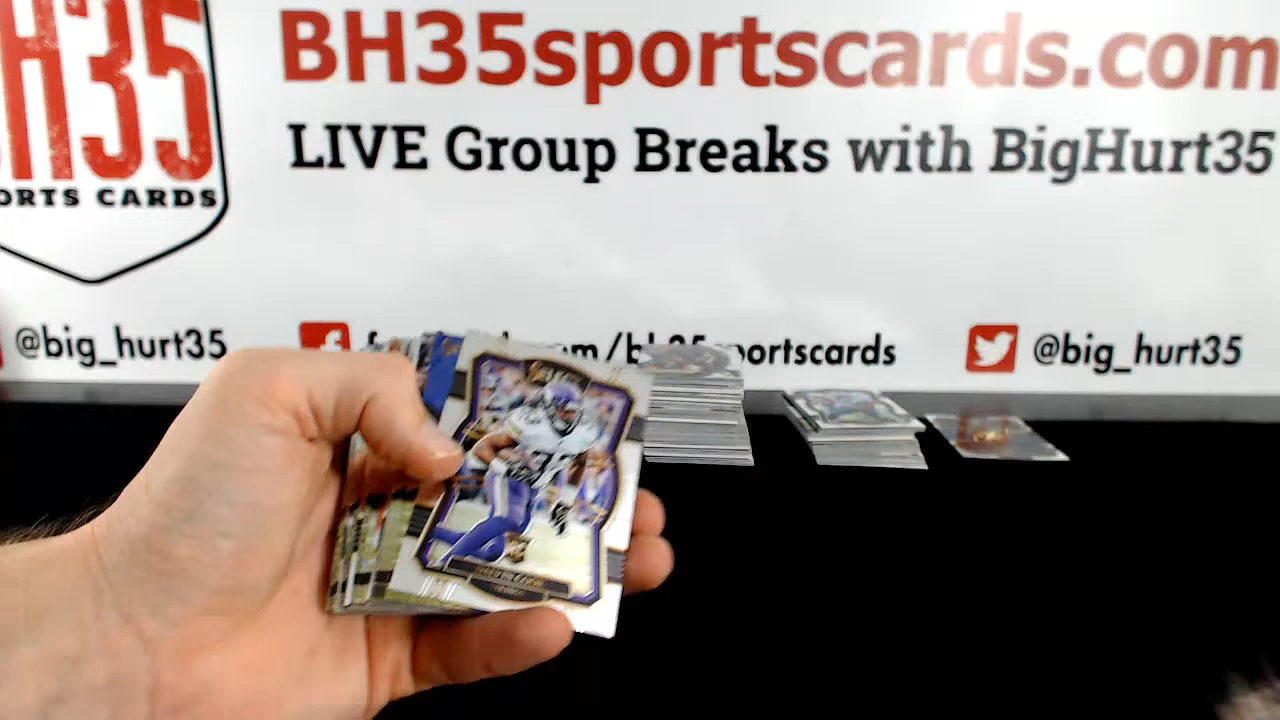 H35
ORTS CARDS
BH35sportscards.com
LIVE Group Breaks with BigHurt35
@big_hurt35
@big_hurt35